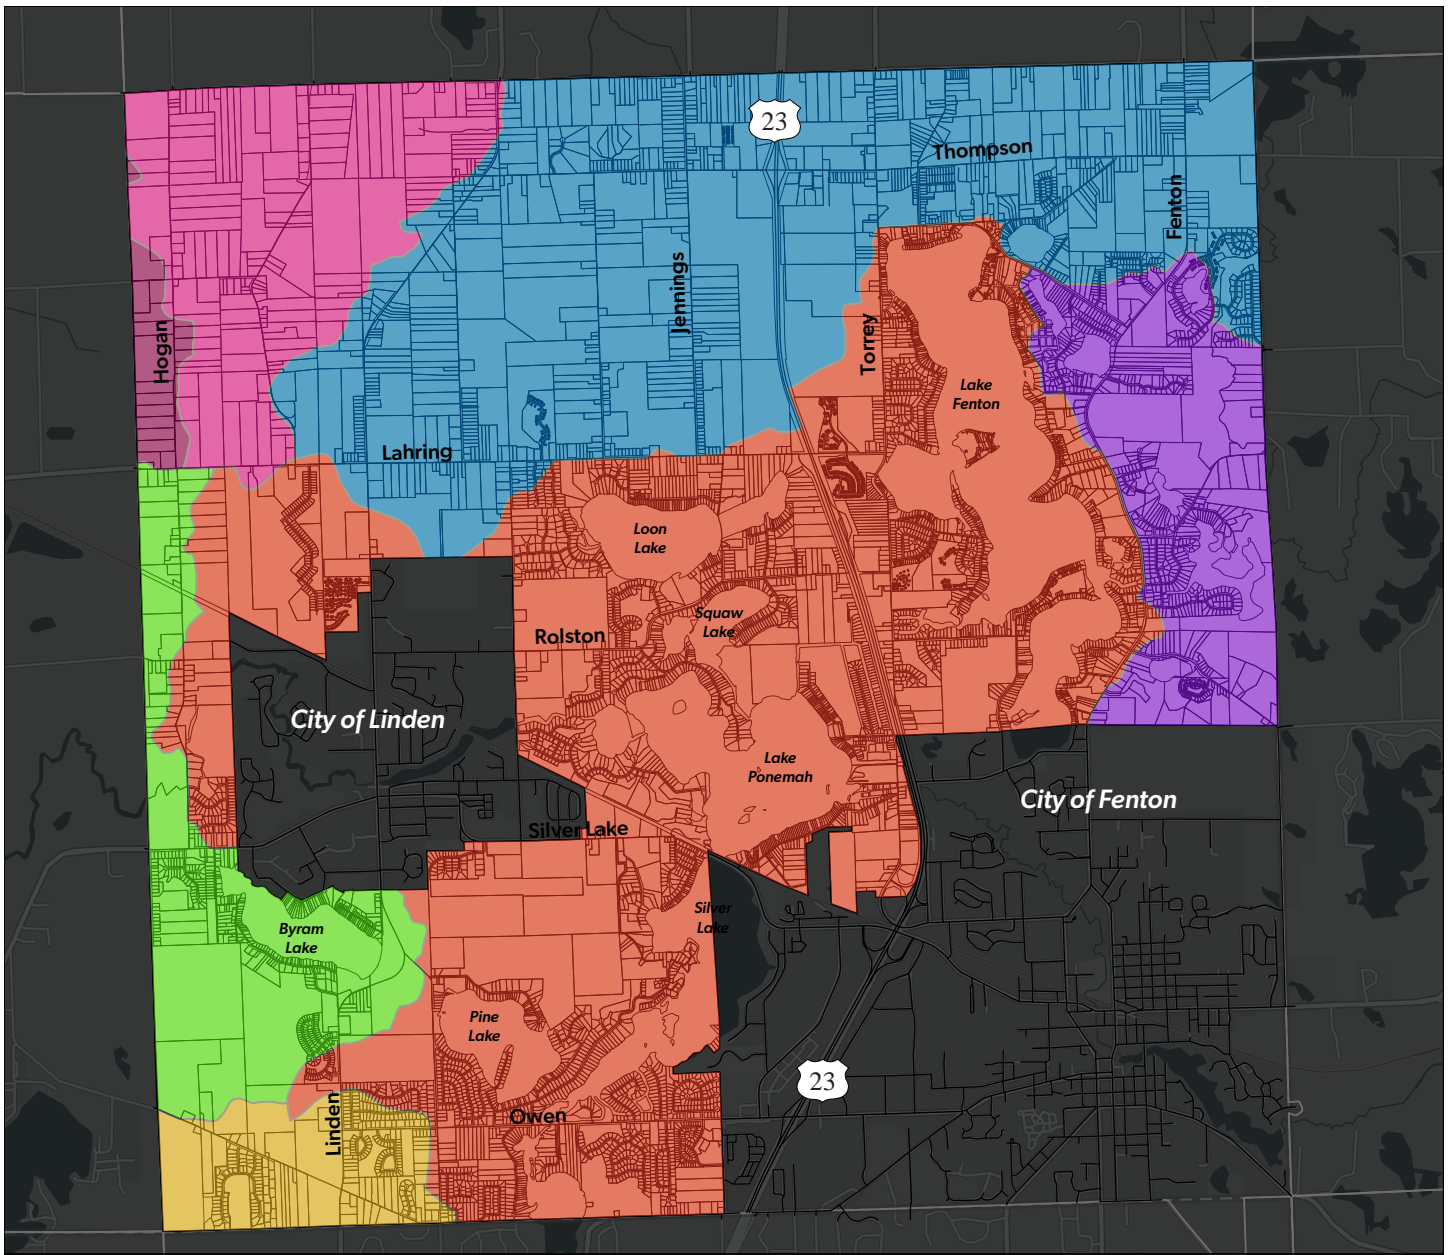 23
Thompson
Fenton
Jennings
Hogan
Torrey
Lake
Fenton
Lahring
Loon
Lake
Squaw
Lake
Rolston
City of Linden
Lake
Ponemah
City of Fenton
Silver Lake
Silver
Lake
Byram
Lake
Pine
Lake
23
Linden
Owen